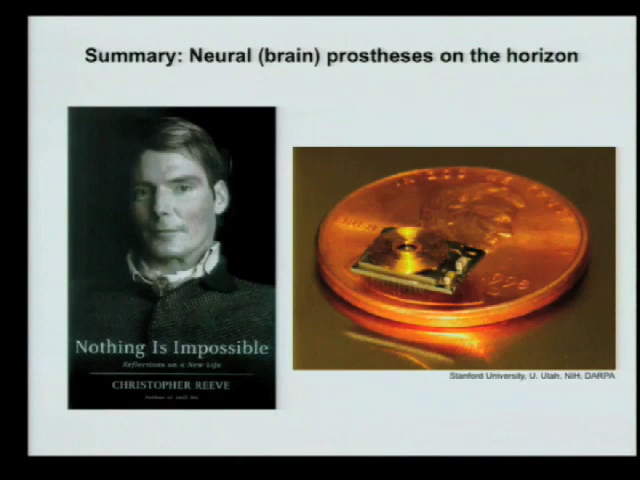 Summary: Neural (brain) prostheses on the horizon
Nothing Is Impossible
Reflections on a New Life
CHRISTOPHER REEVE
Stanford University, U. Utah, NIH, DARPA